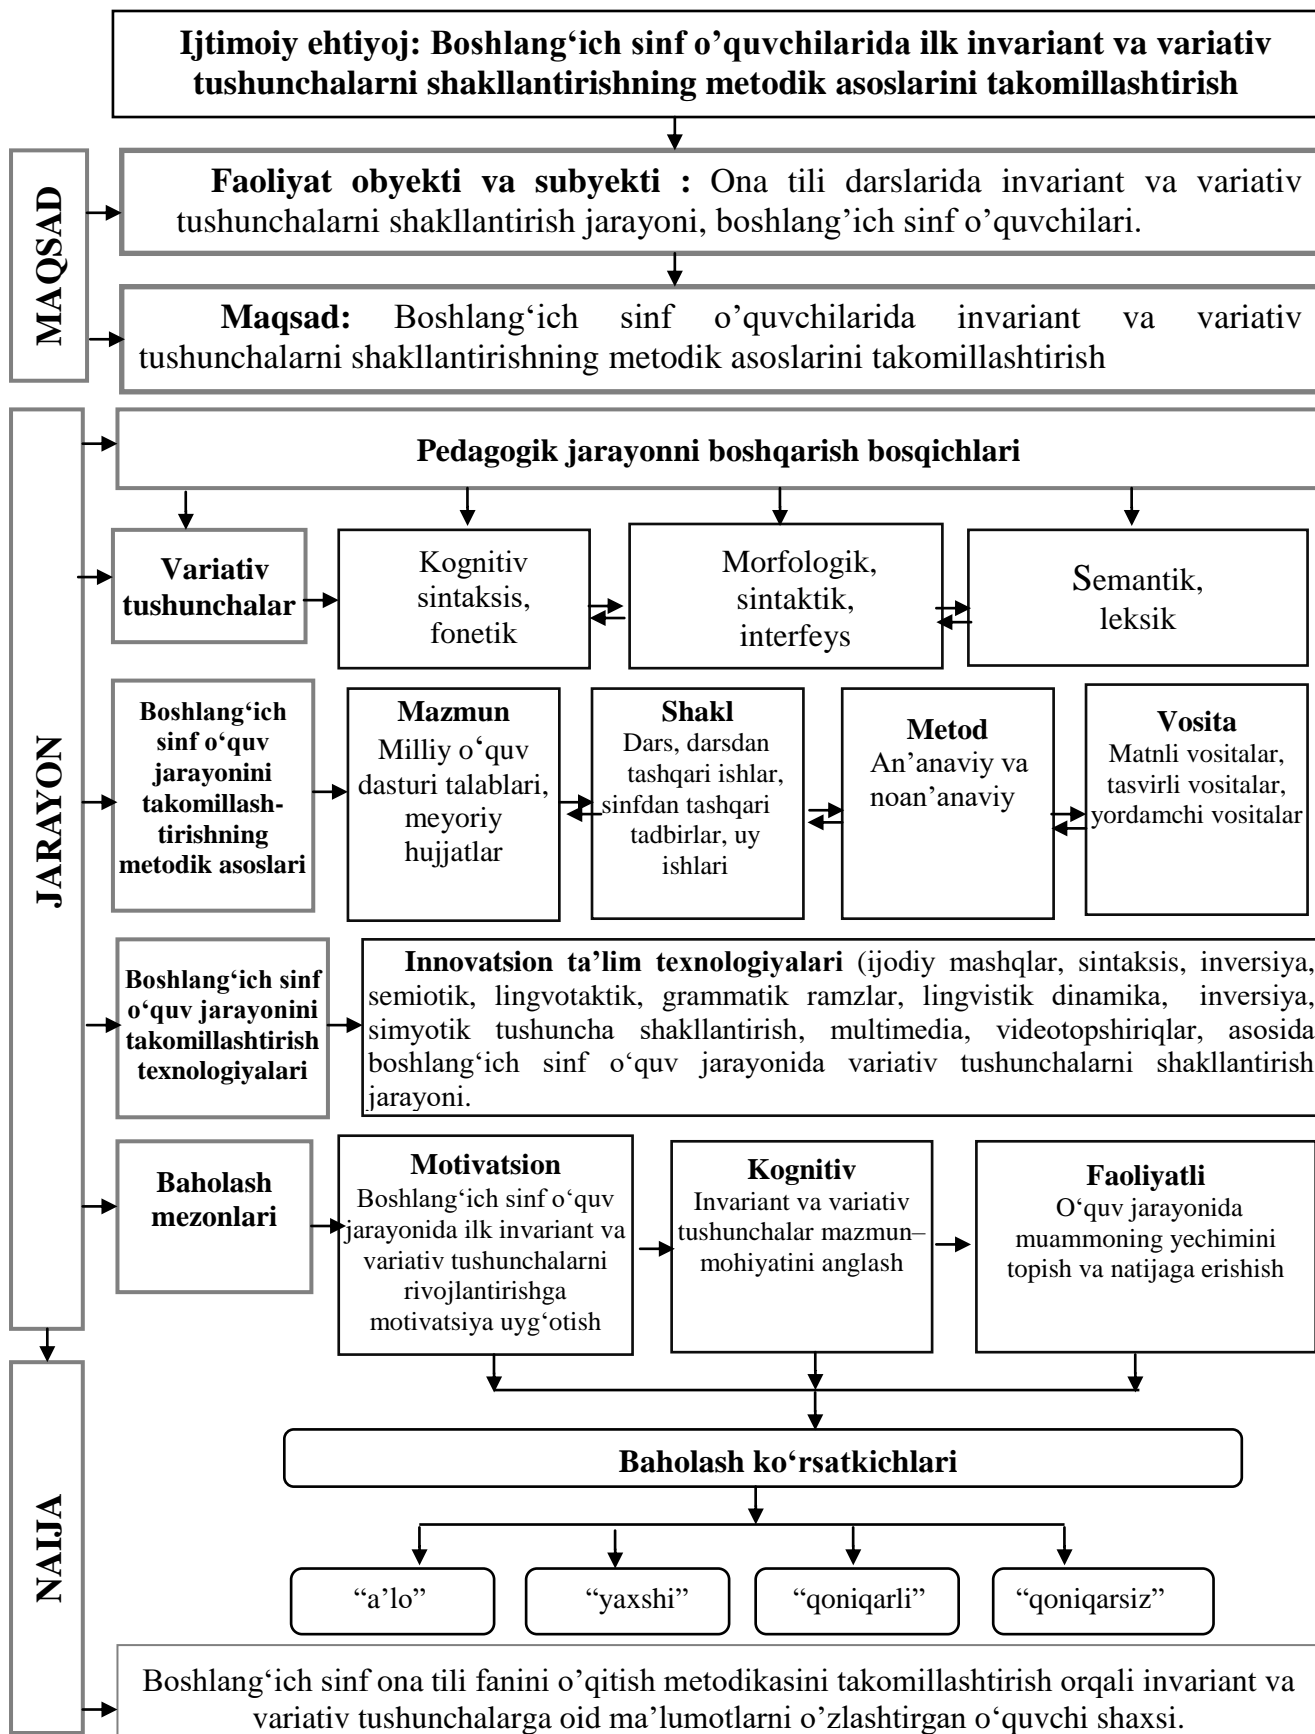 Ijtimoiy ehtiyoj: Boshlang‘ich sinf o’quvchilarida ilk invariant va variativ
tushunchalarni shakllantirishning metodik asoslarini takomillashtirish
MAQSAD
Faoliyat obyekti va subyekti : Ona tili darslarida invariant va variativ
tushunchalarni shakllantirish jarayoni, boshlang’ich sinf o’quvchilari.
Maqsad: Boshlang‘ich sinf o’quvchilarida invariant va variativ
tushunchalarni shakllantirishning metodik asoslarini takomillashtirish
JARAYON
Pedagogik jarayonni boshqarish bosqichlari
Variativ
tushunchalar
Kognitiv
sintaksis,
fonetik
Morfologik,
sintaktik,
interfeys
Semantik,
leksik
Boshlang‘ich
sinf o‘quv
jarayonini
takomillash-
tirishning
metodik asoslari
Mazmun
Milliy o‘quv
dasturi talablari,
meyoriy
hujjatlar
Shakl
Dars, darsdan
tashqari ishlar,
sinfdan tashqari
tadbirlar, uy
ishlari
Metod
An’anaviy va
noan’anaviy
Vosita
Matnli vositalar,
tasvirli vositalar,
yordamchi vositalar
Boshlang‘ich sinf
o‘quv jarayonini
takomillashtirish
texnologiyalari
Innovatsion ta’lim texnologiyalari (ijodiy mashqlar, sintaksis, inversiya,
semiotik, lingvotaktik, grammatik ramzlar, lingvistik dinamika, inversiya,
simyotik tushuncha shakllantirish, multimedia, videotopshiriqlar, asosida
boshlang‘ich sinf o‘quv jarayonida variativ tushunchalarni shakllantirish
jarayoni.
Baholash
mezonlari
Motivatsion
Boshlang‘ich sinf o‘quv
jarayonida ilk invariant va
variativ tushunchalarni
rivojlantirishga
motivatsiya uyg‘otish
Kognitiv
Invariant va variativ
tushunchalar mazmun–
mohiyatini anglash
Faoliyatli
O‘quv jarayonida
muammoning yechimini
topish va natijaga erishish
NAIJA
Baholash ko‘rsatkichlari
“a’lo”
“yaxshi”
“qoniqarli”
“qoniqarsiz”
Boshlang‘ich sinf ona tili fanini o’qitish metodikasini takomillashtirish orqali invariant va
variativ tushunchalarga oid ma’lumotlarni o’zlashtirgan o‘quvchi shaxsi.